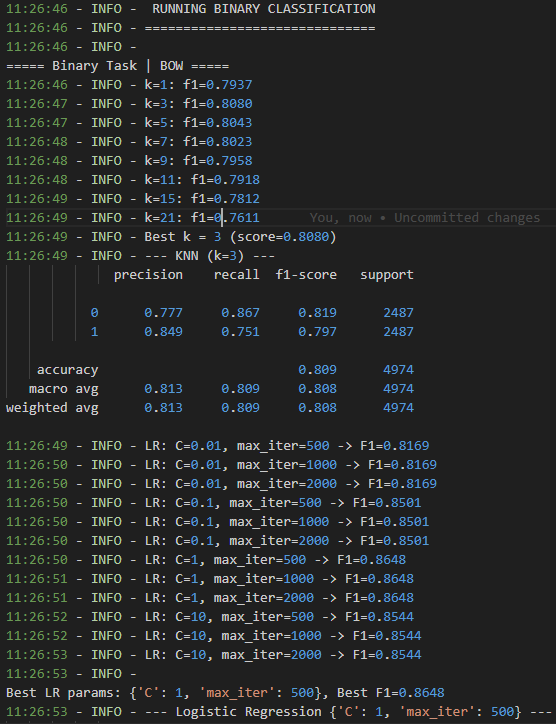 11:26:46 - INFO -  RUNNING BINARY CLASSIFICATION
11:26:46 - INFO - ==============================
11:26:46 - INFO -
===== Binary Task | BOW =====
11:26:46 - INFO - k=1: f1=0.7937
11:26:47 - INFO - k=3: f1=0.8080
11:26:47 - INFO - k=5: f1=0.8043
11:26:48 - INFO - k=7: f1=0.8023
11:26:48 - INFO - k=9: f1=0.7958
11:26:48 - INFO - k=11: f1=0.7918
11:26:49 - INFO - k=15: f1=0.7812
11:26:49 - INFO - k=21: f1=0.7611 You, now • Uncommitted changes
11:26:49 - INFO - Best k = 3 (score=0.8080)
11:26:49 - INFO - --- KNN (k=3) ---
precision recall f1-score support
0 0.777 0.867 0.819 2487
1 0.849 0.751 0.797 2487
accuracy 0.809 4974
macro avg 0.813 0.809 0.808 4974
weighted avg 0.813 0.809 0.808 4974
11:26:49 - INFO - LR: C=0.01, max_iter=500 -> F1=0.8169
11:26:50 - INFO - LR: C=0.01, max_iter=1000 -> F1=0.8169
11:26:50 - INFO - LR: C=0.01, max_iter=2000 -> F1=0.8169
11:26:50 - INFO - LR: C=0.1, max_iter=500 -> F1=0.8501
11:26:50 - INFO - LR: C=0.1, max_iter=1000 -> F1=0.8501
11:26:50 - INFO - LR: C=0.1, max_iter=2000 -> F1=0.8501
11:26:50 - INFO - LR: C=1, max_iter=500 -> F1=0.8648
11:26:51 - INFO - LR: C=1, max_iter=1000 -> F1=0.8648
11:26:51 - INFO - LR: C=1, max_iter=2000 -> F1=0.8648
11:26:52 - INFO - LR: C=10, max_iter=500 -> F1=0.8544
11:26:52 - INFO - LR: C=10, max_iter=1000 -> F1=0.8544
11:26:53 - INFO - LR: C=10, max_iter=2000 -> F1=0.8544
11:26:53 - INFO -
Best LR params: {'C': 1, 'max_iter': 500}, Best F1=0.8648
11:26:53 - INFO - --- Logistic Regression {'C': 1, 'max_iter': 500} ---